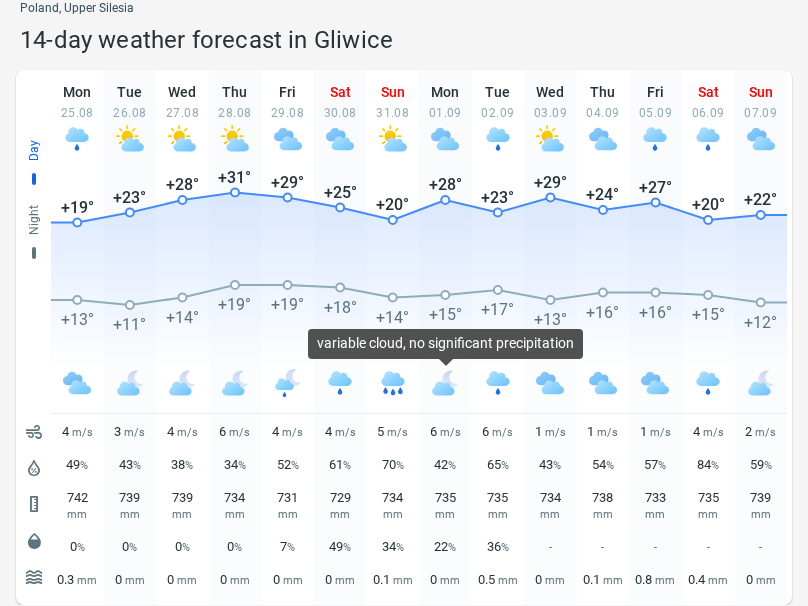 Poland, Upper Silesia
14-day weather forecast in Gliwice
Mon Tue Wed Thu Fri Sat Sun Mon Tue Wed Thu Fri Sat Sun
25.08 26.08 27.08 28.08 29.08 30.08 31.08 01.09 02.09 03.09 04.09 05.09 06.09 07.09
Day
+19° +23° +28° +31° +29° +25° +20° +28° +23° +29° +24° +27° +20° +22°
Night
+13° +11° +14° +19° +19° +18° +14° +15° +17° +13° +16° +16° +15° +12°
variable cloud, no significant precipitation
4 m/s 3 m/s 4 m/s 6 m/s 4 m/s 4 m/s 5 m/s 6 m/s 6 m/s 1 m/s 1 m/s 1 m/s 4 m/s 2 m/s
49% 43% 38% 34% 52% 61% 70% 42% 65% 43% 54% 57% 84% 59%
742 739 739 734 731 729 734 735 735 734 738 733 735 739
mm mm mm mm mm mm mm mm mm mm mm mm mm mm
0% 0% 0% 0% 7% 49% 34% 22% 36% - - - - -
0.3 mm 0 mm 0 mm 0 mm 0 mm 0 mm 0.1 mm 0 mm 0.5 mm 0 mm 0.1 mm 0.8 mm 0.4 mm 0 mm